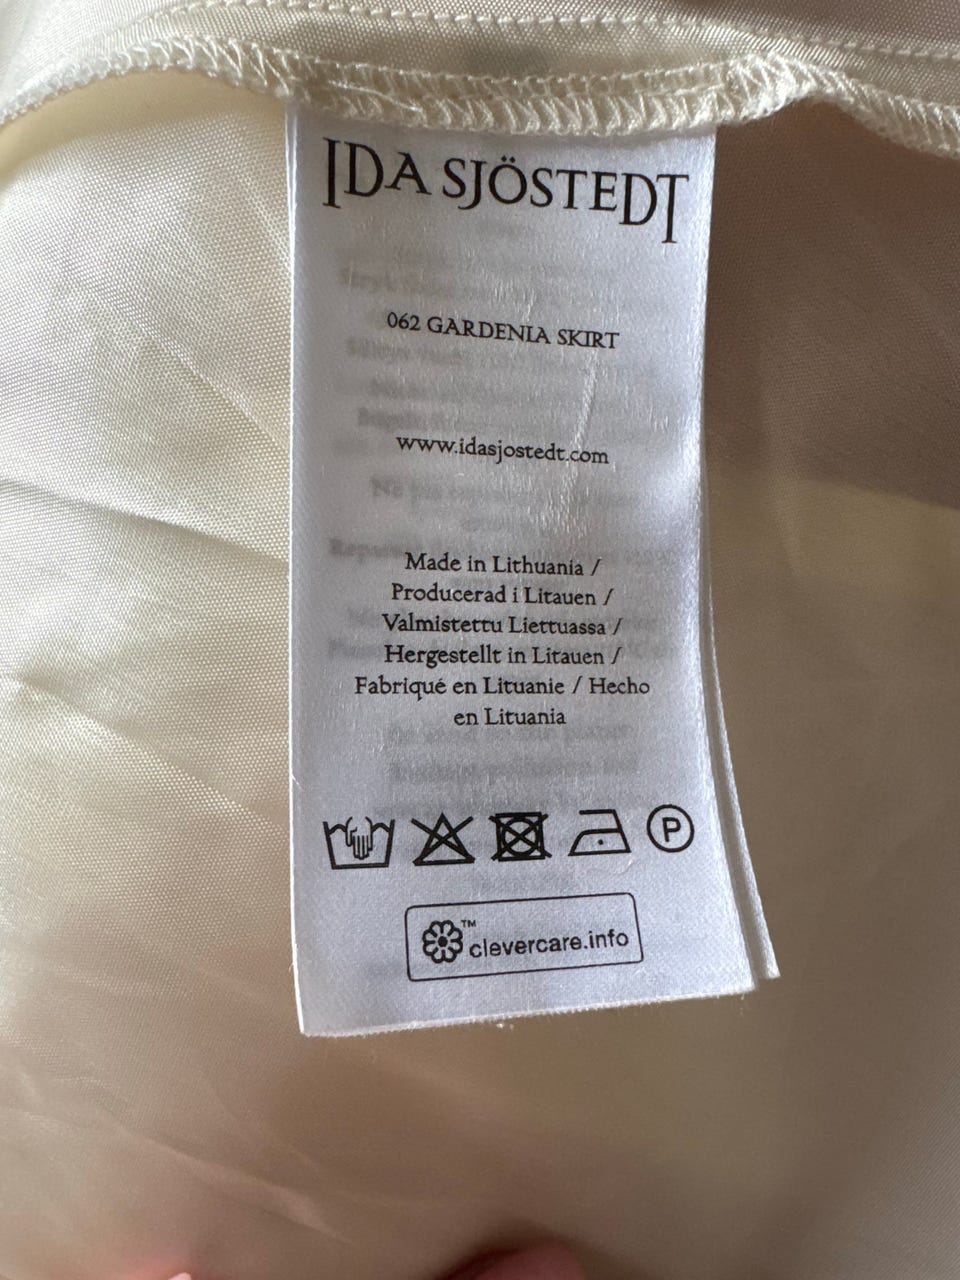 IDA SJÖSTEDT
062 GARDENIA SKIRT
www.idasjostedt.com
Made in Lithuania /
Producerad i Litauen /
Valmistettu Liettuassa /
Hergestellt in Litauen /
Fabriqué en Lituanie / Hecho
en Lituania
P
™
clevercare.info